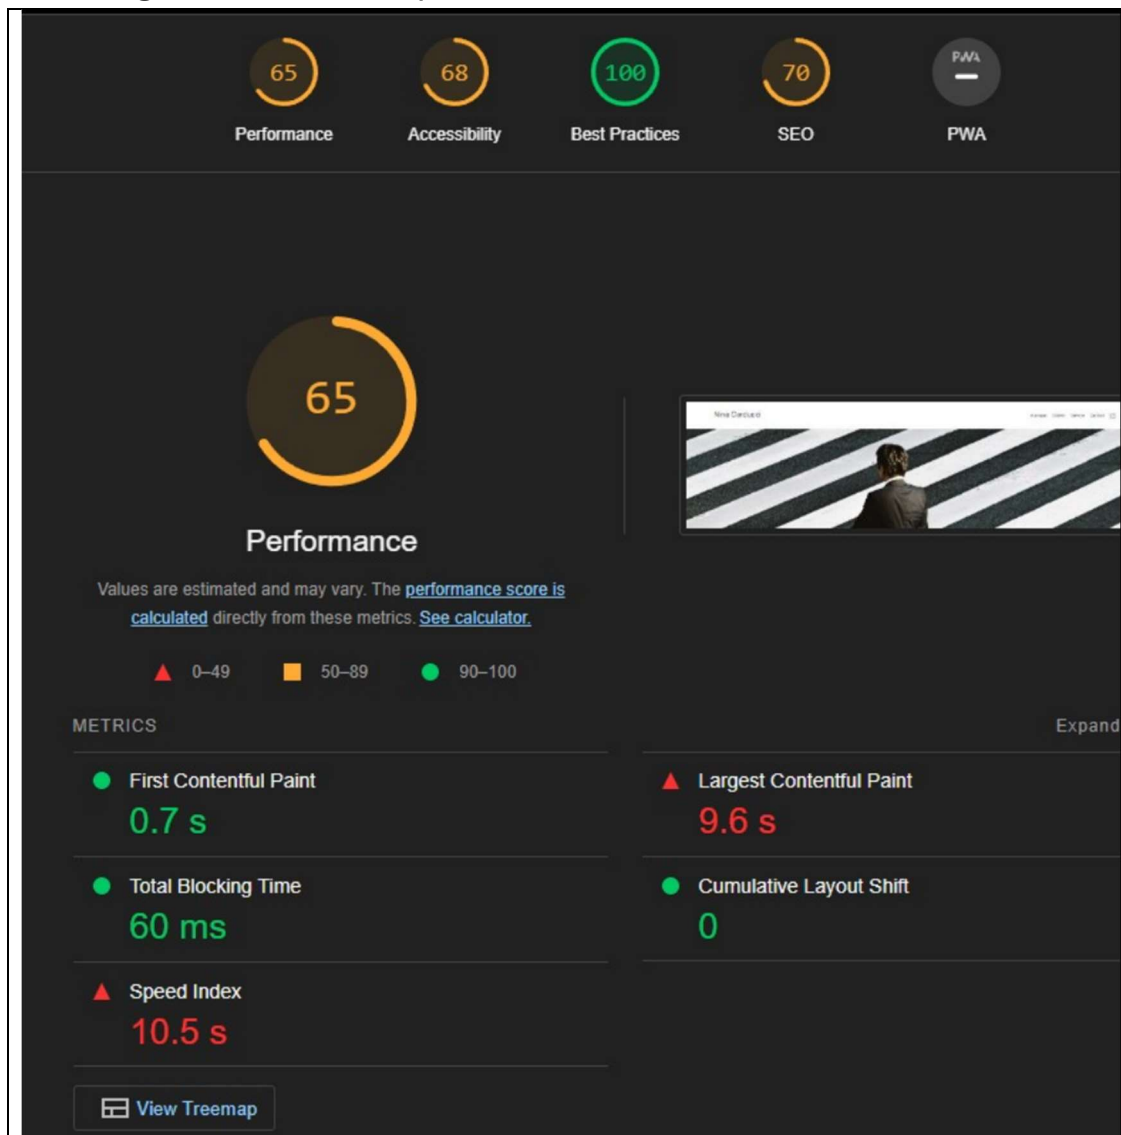 65 68 100 70 PWA
Performance Accessibility Best Practices SEO PWA
65
Performance
Values are estimated and may vary. The performance score is
calculated directly from these metrics. See calculator.
0–49 50–89 90–100
METRICS Expand
First Contentful Paint
0.7 s
Largest Contentful Paint
9.6 s
Total Blocking Time
60 ms
Cumulative Layout Shift
0
Speed Index
10.5 s
View Treemap